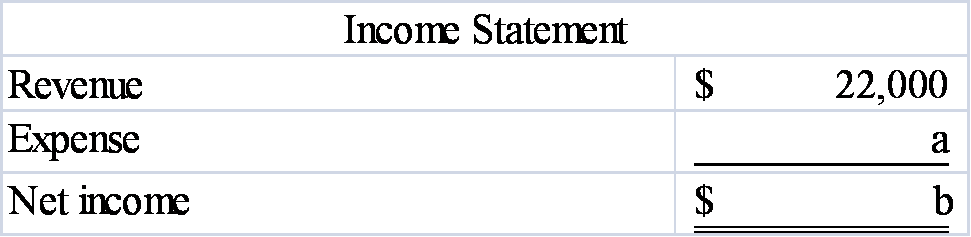 Income Statement
Revenue $ 22,000
Expense a
Net income $ b